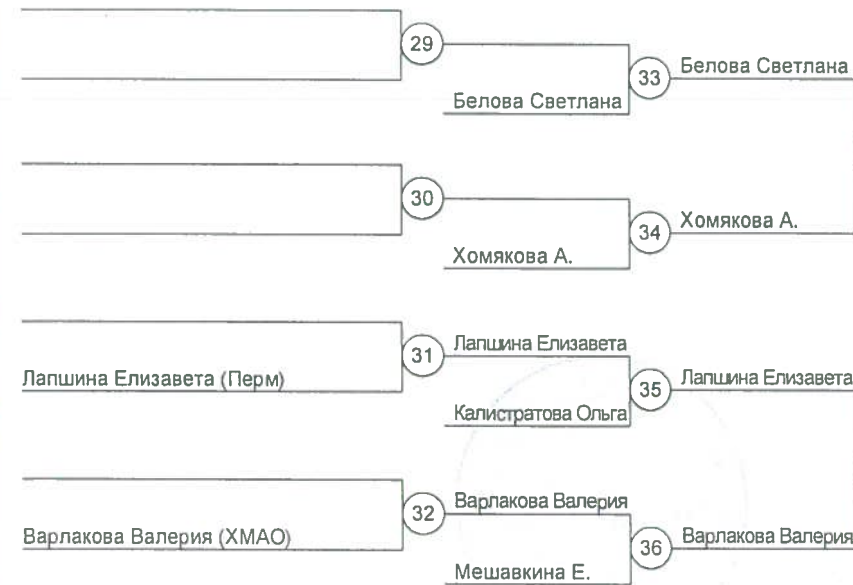 29
33
Белова Светлана
Белова Светлана
30
34
Хомякова А.
Хомякова А.
31
Лапшина Елизавета
Лапшина Елизавета (Перм)
35
Лапшина Елизавета
Калистратова Ольга
32
Варлакова Валерия
Варлакова Валерия (ХМАО)
36
Варлакова Валерия
Мешавкина Е.